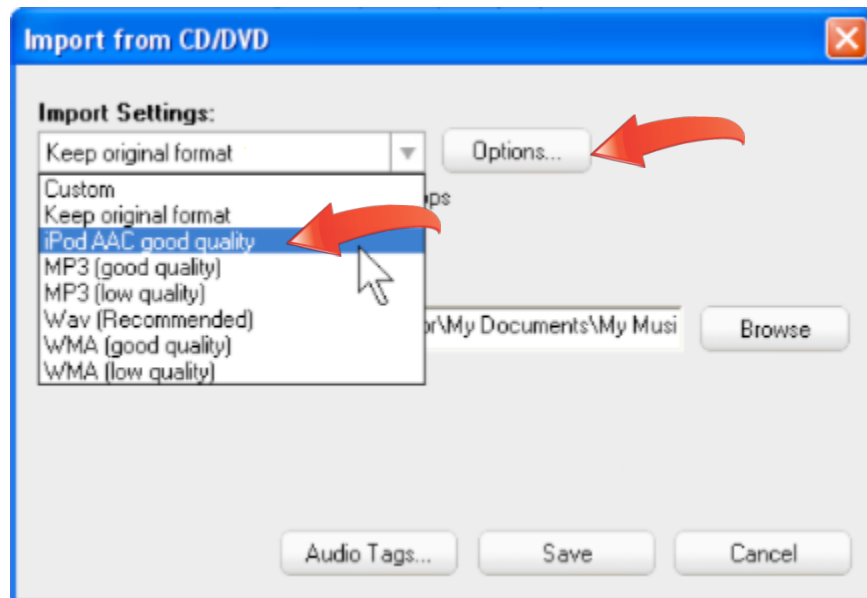 Import from CD/DVD
Import Settings:
Keep original format
Options...
Custom
Keep original format
iPod AAC good quality
MP3 (good quality)
MP3 (low quality)
Wav (Recommended)
WMA (good quality)
WMA (low quality)
\My Documents\My Musi
Browse
Audio Tags...
Save
Cancel